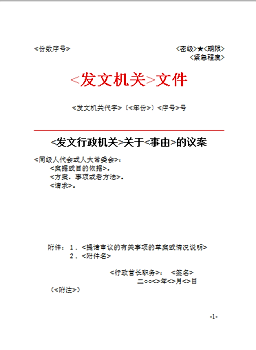 <份数序号> <密级>★<期限>
<紧急程度>
<发文机关>文件
<发文机关代字>〔<年份>〕<序号>号
<发文行政机关>关于<事由>的议案
<同级人代会或人大常委会>:
<案据或目的依据>。
<方案、事项或者方法>。
<请求>。
附件: 1、<提请审议的有关事项的草案或情况说明>
2、<附件名>
<行政首长职务>: <签名>
二○○<>年<>月<>日
(<附注>)
-1-